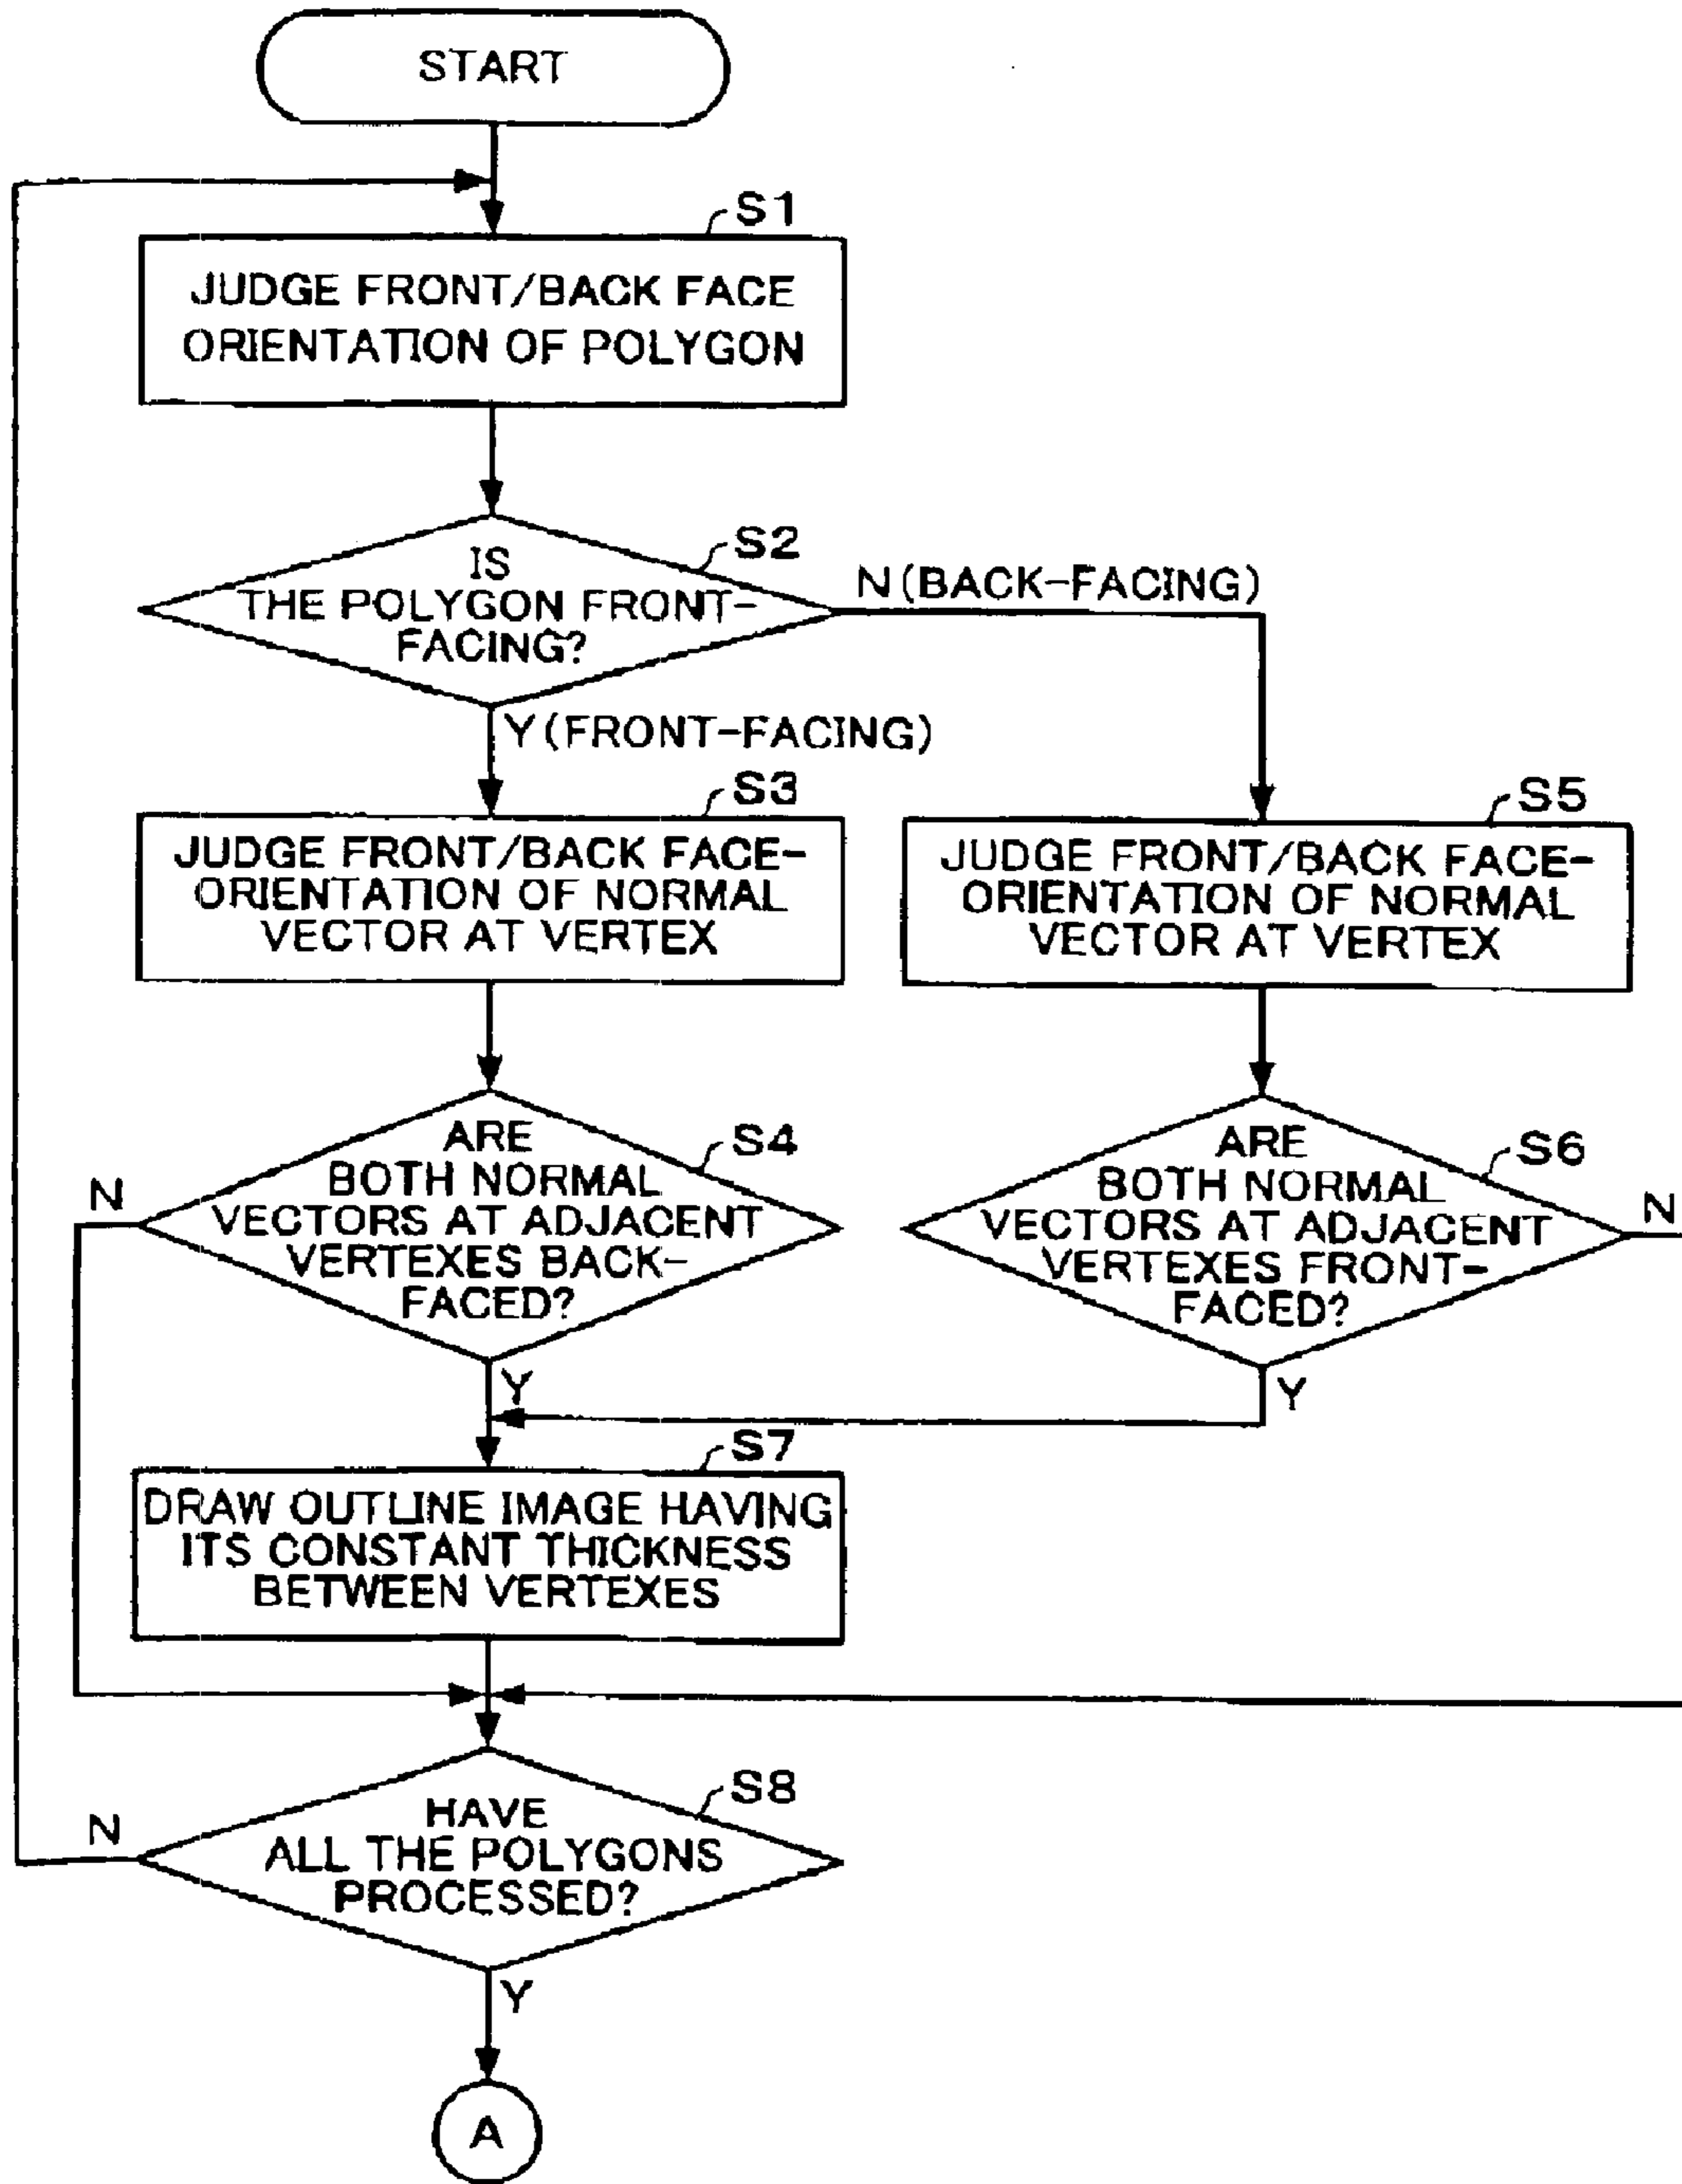 START
S1
JUDGE FRONT/BACK FACE
ORIENTATION OF POLYGON
S2
IS
THE POLYGON FRONT-
FACING?
N(BACK-FACING)
Y(FRONT-FACING)
S3
JUDGE FRONT/BACK FACE-
ORIENTATION OF NORMAL
VECTOR AT VERTEX
S5
JUDGE FRONT/BACK FACE-
ORIENTATION OF NORMAL
VECTOR AT VERTEX
S4
ARE
BOTH NORMAL
VECTORS AT ADJACENT
VERTEXES BACK-
FACED?
N
Y
S6
ARE
BOTH NORMAL
VECTORS AT ADJACENT
VERTEXES FRONT-
FACED?
N
Y
S7
DRAW OUTLINE IMAGE HAVING
ITS CONSTANT THICKNESS
BETWEEN VERTEXES
S8
HAVE
ALL THE POLYGONS
PROCESSED?
N
Y
A